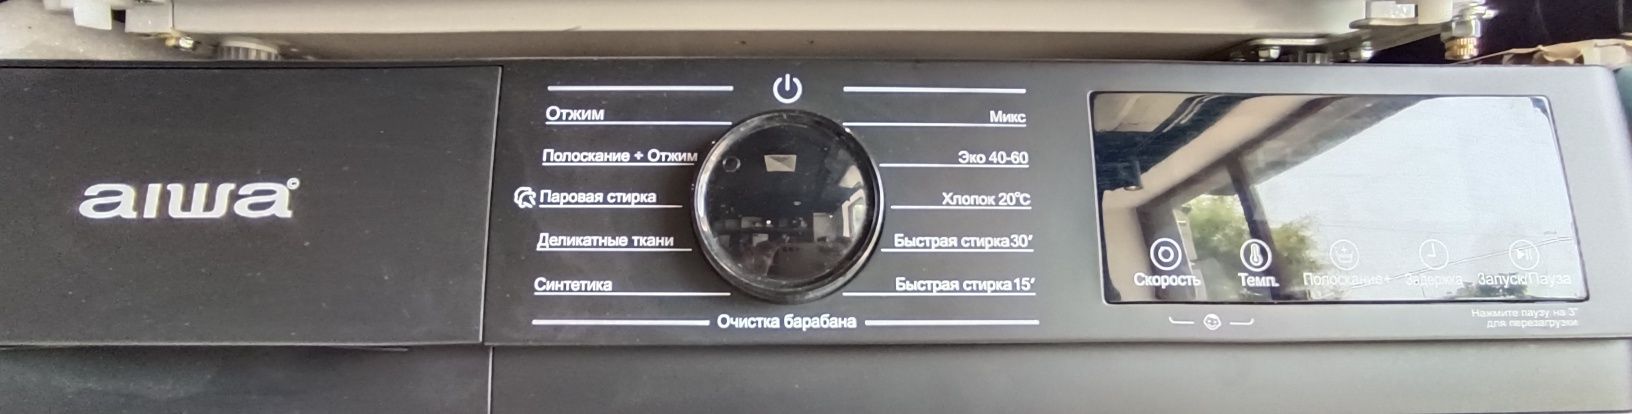 aiwa
Отжим
Полоскание + Отжим
Паровая стирка
Деликатные ткани
Синтетика
Очистка барабана
Микс
Эко 40-60
Хлопок 20°C
Быстрая стирка 30′
Быстрая стирка 15′
Скорость
Темп.
Полоскание+
Задержка
Запуск/Пауза
Нажмите паузу на 3"
для перезагрузки